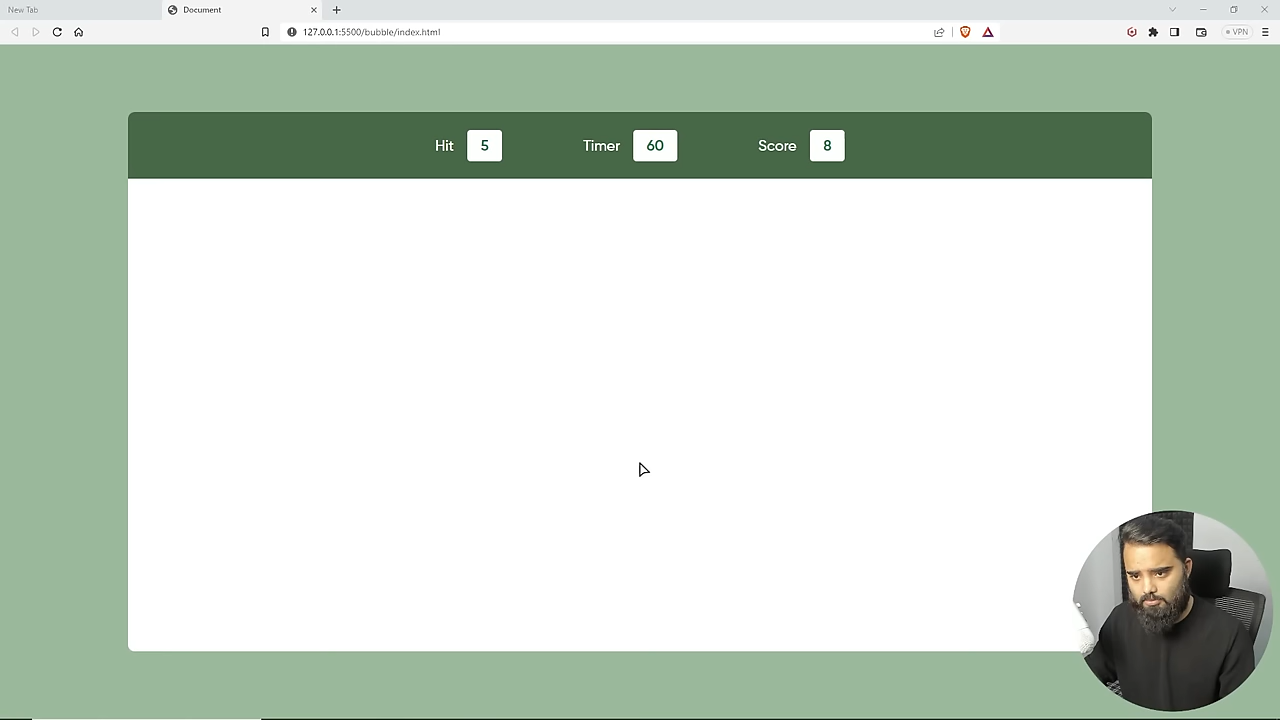 New Tab
Document
127.0.0.1:5500/bubble/index.html
VPN
Hit 5 Timer 60 Score 8